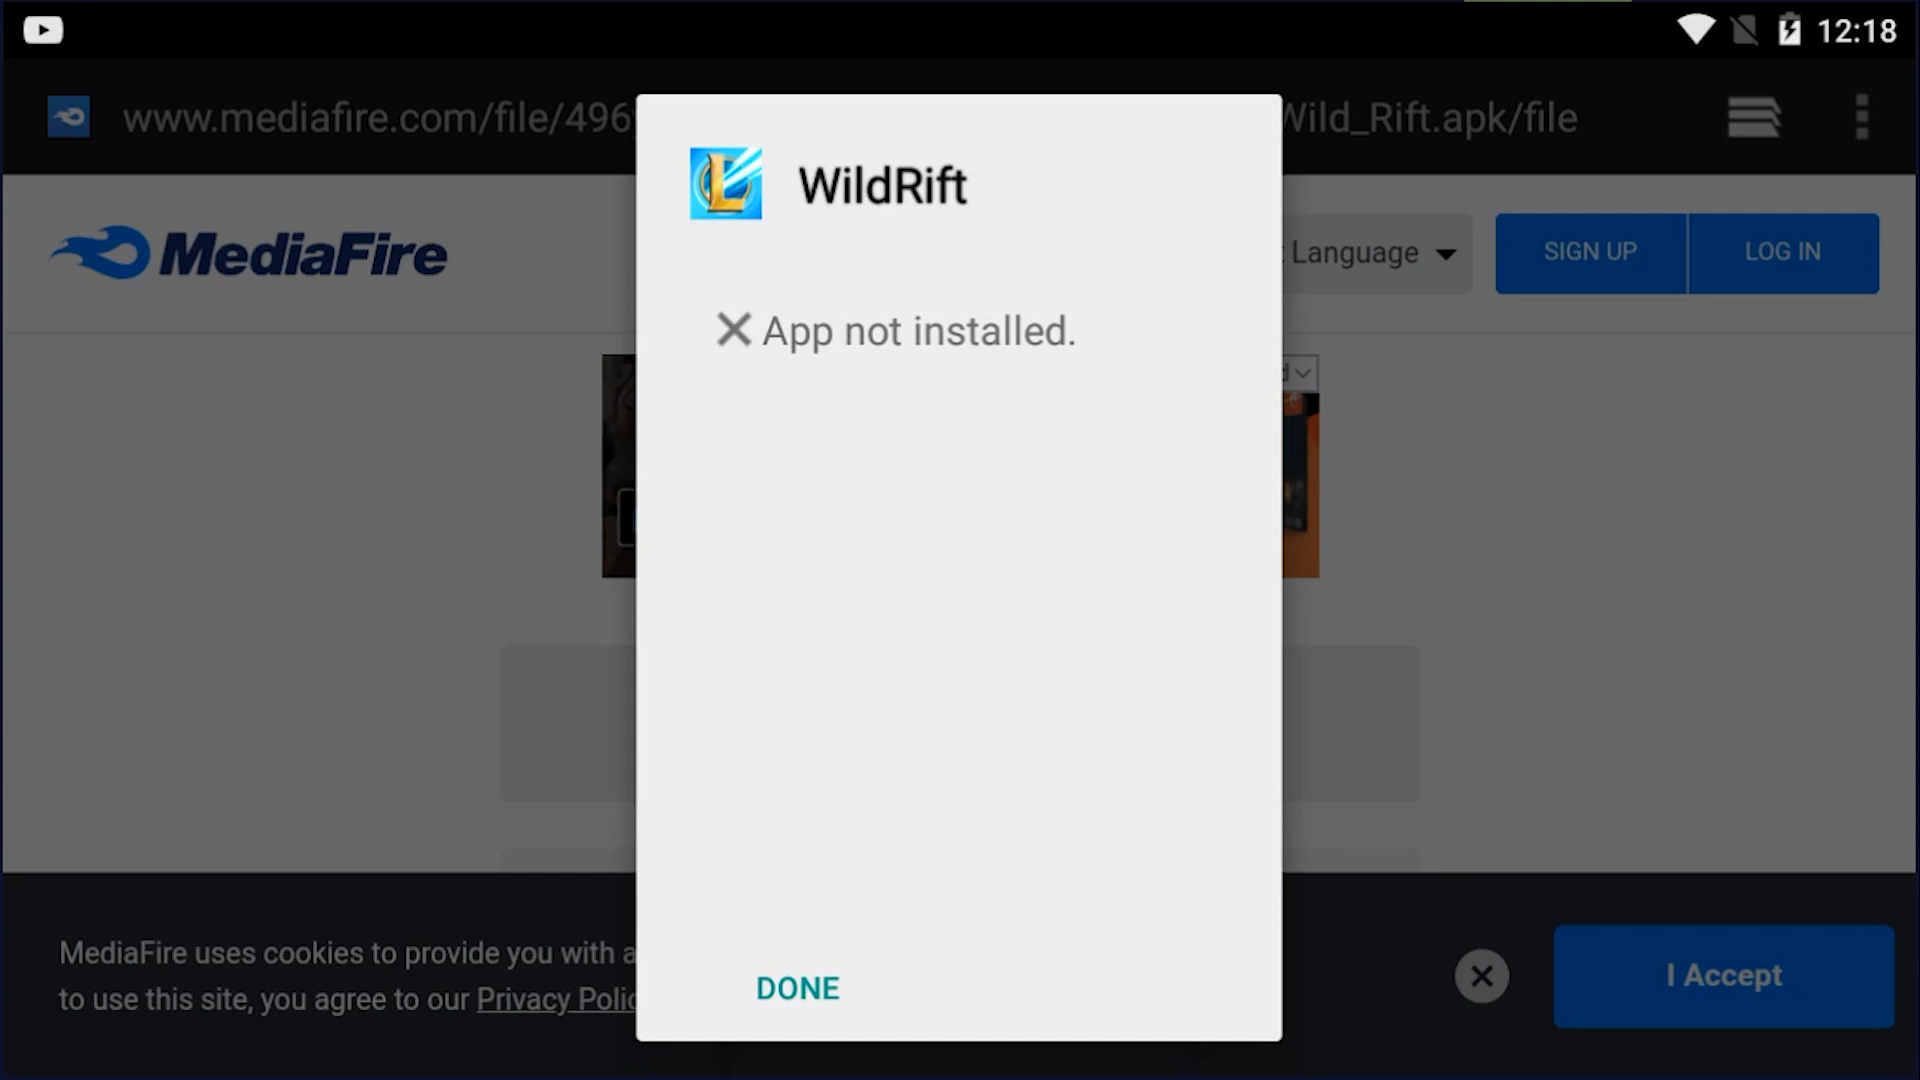 12:18
www.mediafire.com/file/496
Wild_Rift.apk/file
WildRift
MediaFire
Language
SIGN UP
LOG IN
App not installed.
MediaFire uses cookies to provide you with a
to use this site, you agree to our Privacy Polic
I Accept
DONE